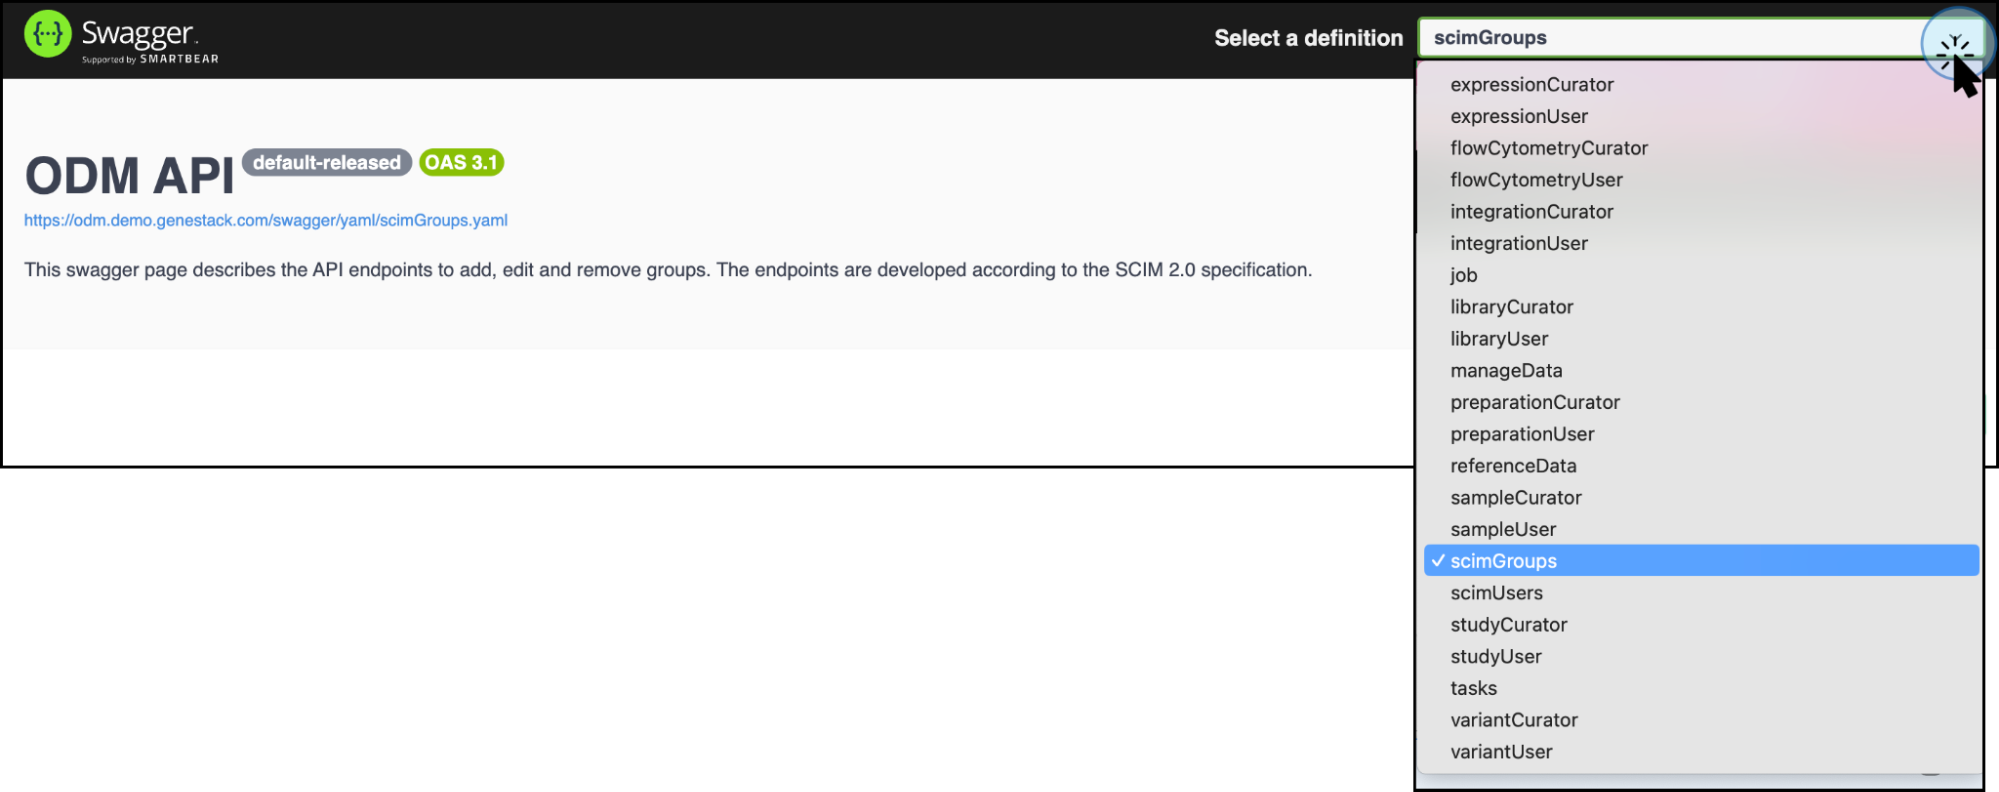 Swagger
Supported by SMARTBEAR
Select a definition
scimGroups
ODM API default-released OAS 3.1
https://odm.demo.genestack.com/swagger/yaml/scimGroups.yaml
This swagger page describes the API endpoints to add, edit and remove groups. The endpoints are developed according to the SCIM 2.0 specification.
expressionCurator
expressionUser
flowCytometryCurator
flowCytometryUser
integrationCurator
integrationUser
job
libraryCurator
libraryUser
manageData
preparationCurator
preparationUser
referenceData
sampleCurator
sampleUser
✓ scimGroups
scimUsers
studyCurator
studyUser
tasks
variantCurator
variantUser